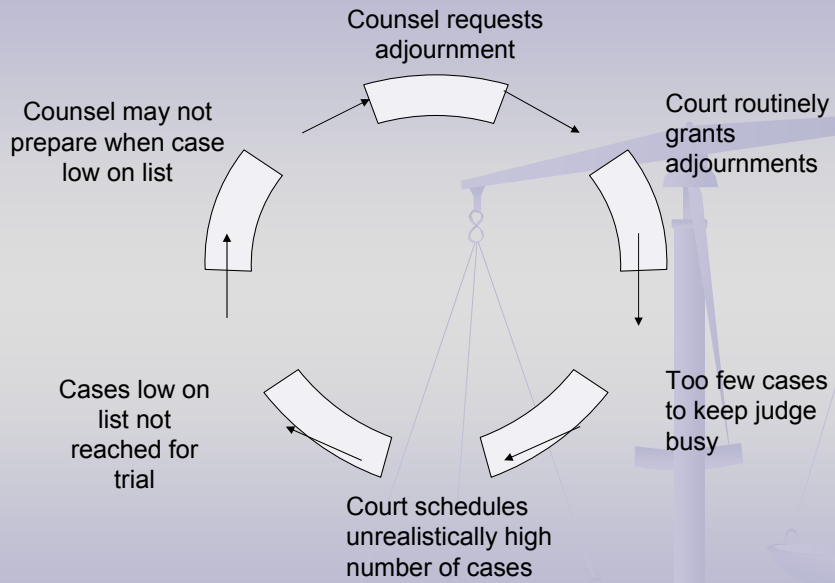 Counsel requests
adjournment
Court routinely
grants
adjournments
Too few cases
to keep judge
busy
Court schedules
unrealistically high
number of cases
Cases low on
list not
reached for
trial
Counsel may not
prepare when case
low on list